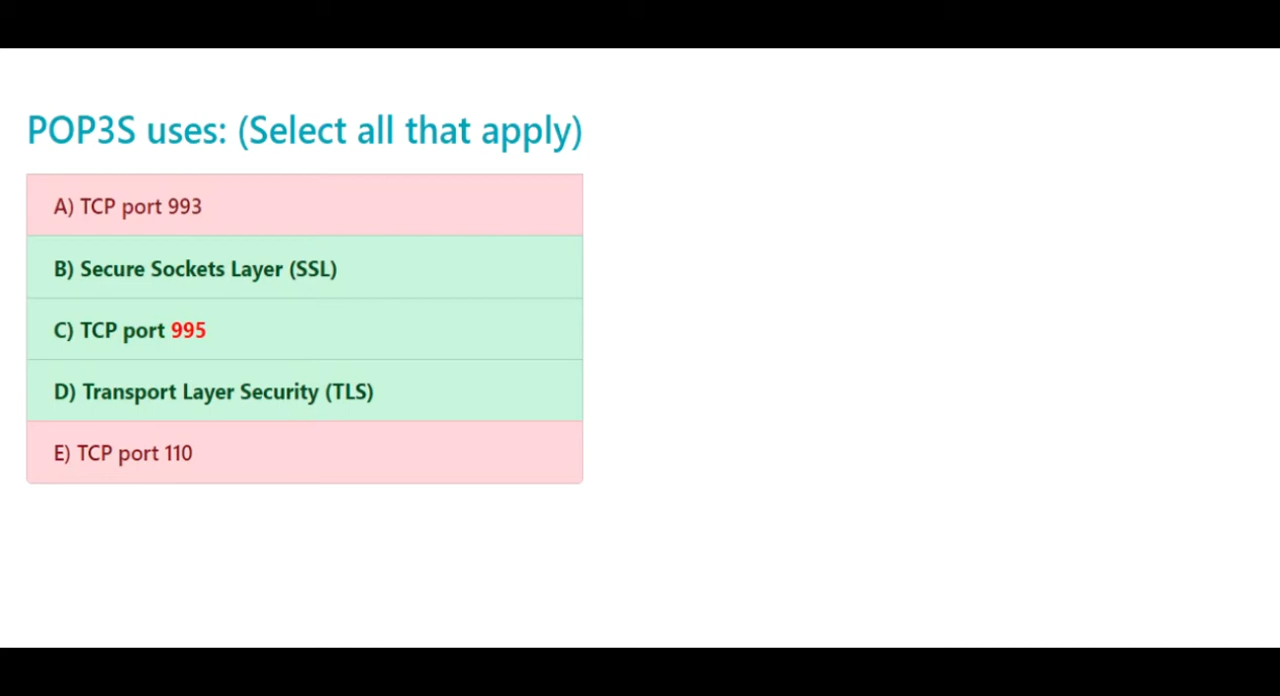 POP3S uses: (Select all that apply)
A) TCP port 993
B) Secure Sockets Layer (SSL)
C) TCP port 995
D) Transport Layer Security (TLS)
E) TCP port 110